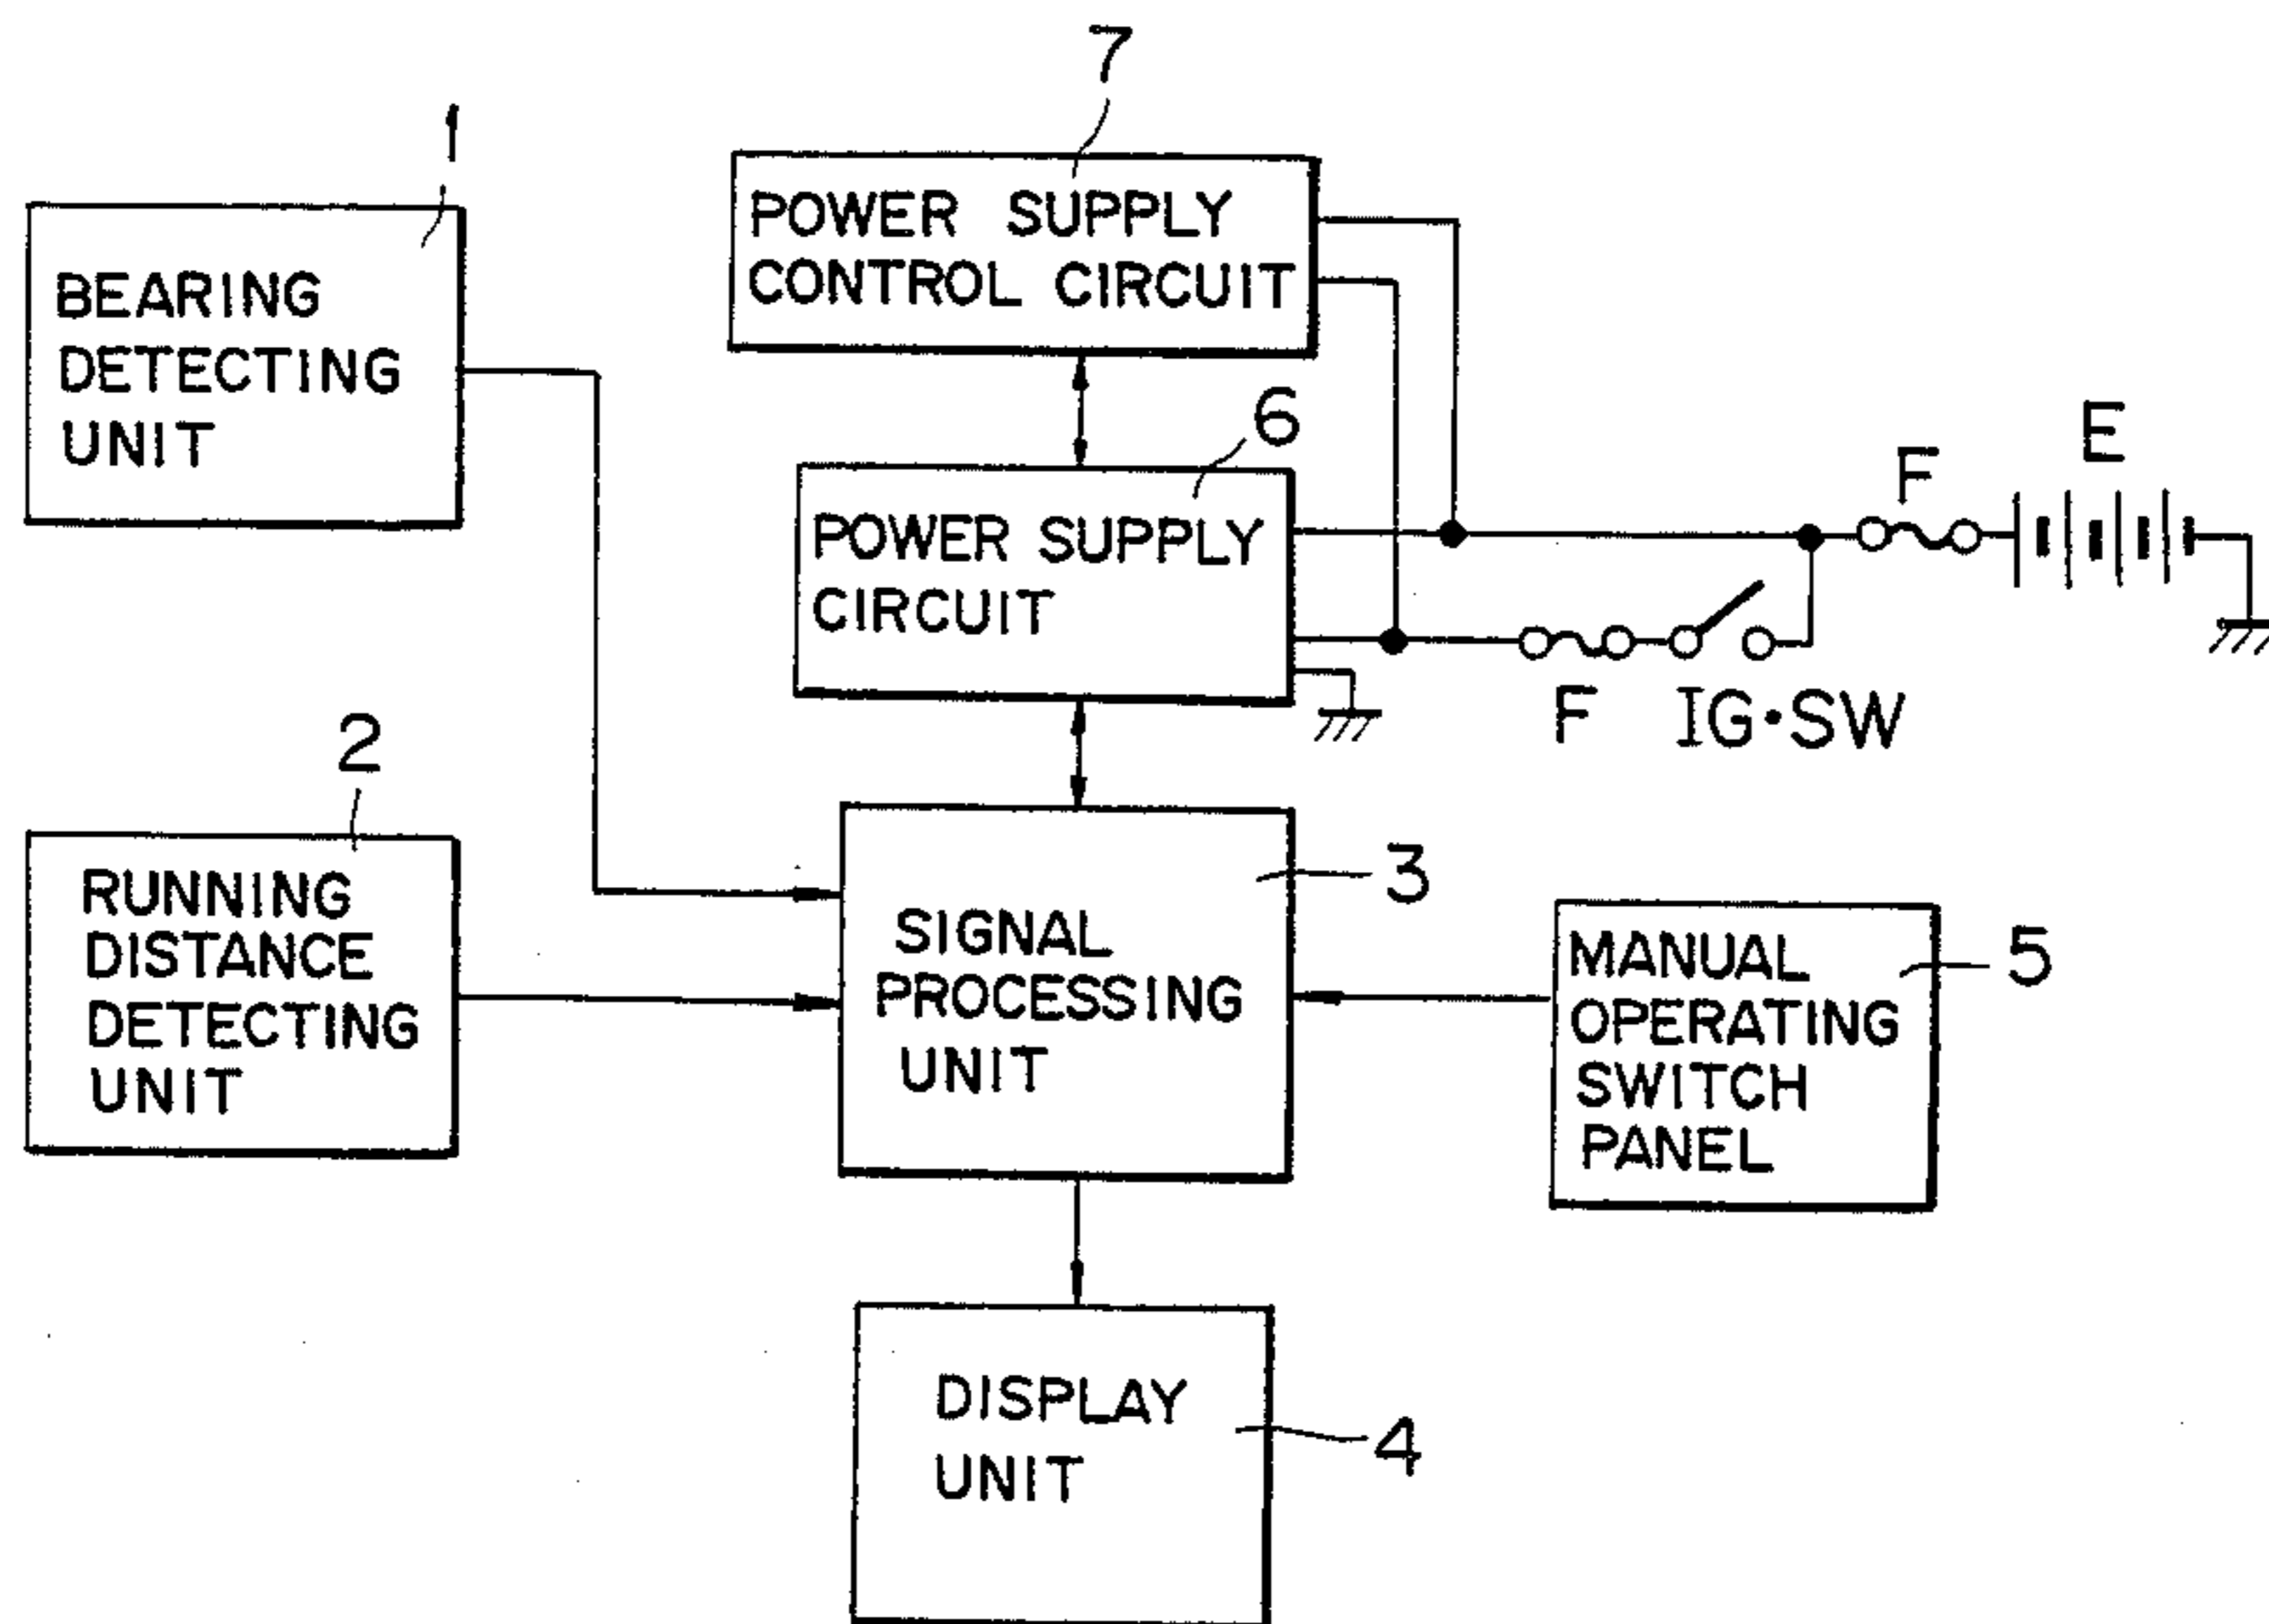 7
1
POWER SUPPLY
CONTROL CIRCUIT
BEARING
DETECTING
UNIT
6
E
F
POWER SUPPLY
CIRCUIT
F IG·SW
2
3
RUNNING
DISTANCE
DETECTING
UNIT
SIGNAL
PROCESSING
UNIT
5
MANUAL
OPERATING
SWITCH
PANEL
DISPLAY
UNIT
4